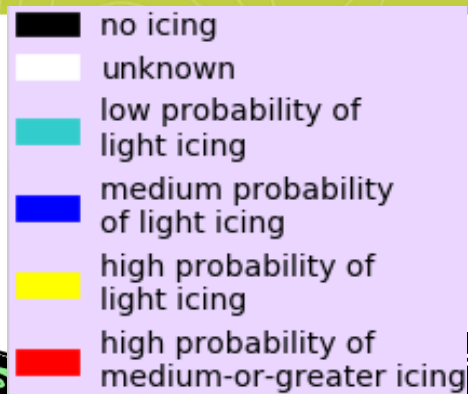 no icing
unknown
low probability of
light icing
medium probability
of light icing
high probability of
light icing
high probability of
medium-or-greater icing